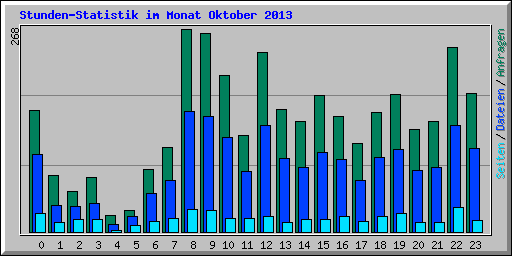 Stunden-Statistik im Monat Oktober 2013
268
Seiten/Dateien/Anfragen
0 1 2 3 4 5 6 7 8 9 10 11 12 13 14 15 16 17 18 19 20 21 22 23